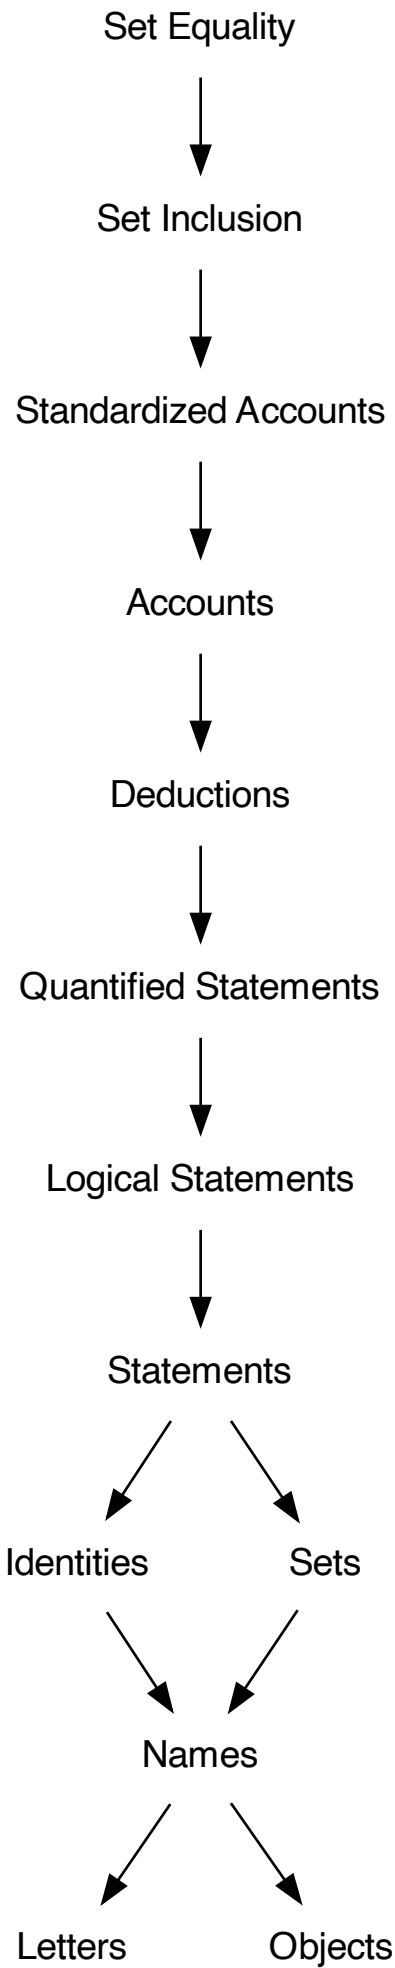 Set Equality
Set Inclusion
Standardized Accounts
Accounts
Deductions
Quantified Statements
Logical Statements
Statements
Identities
Sets
Names
Letters
Objects